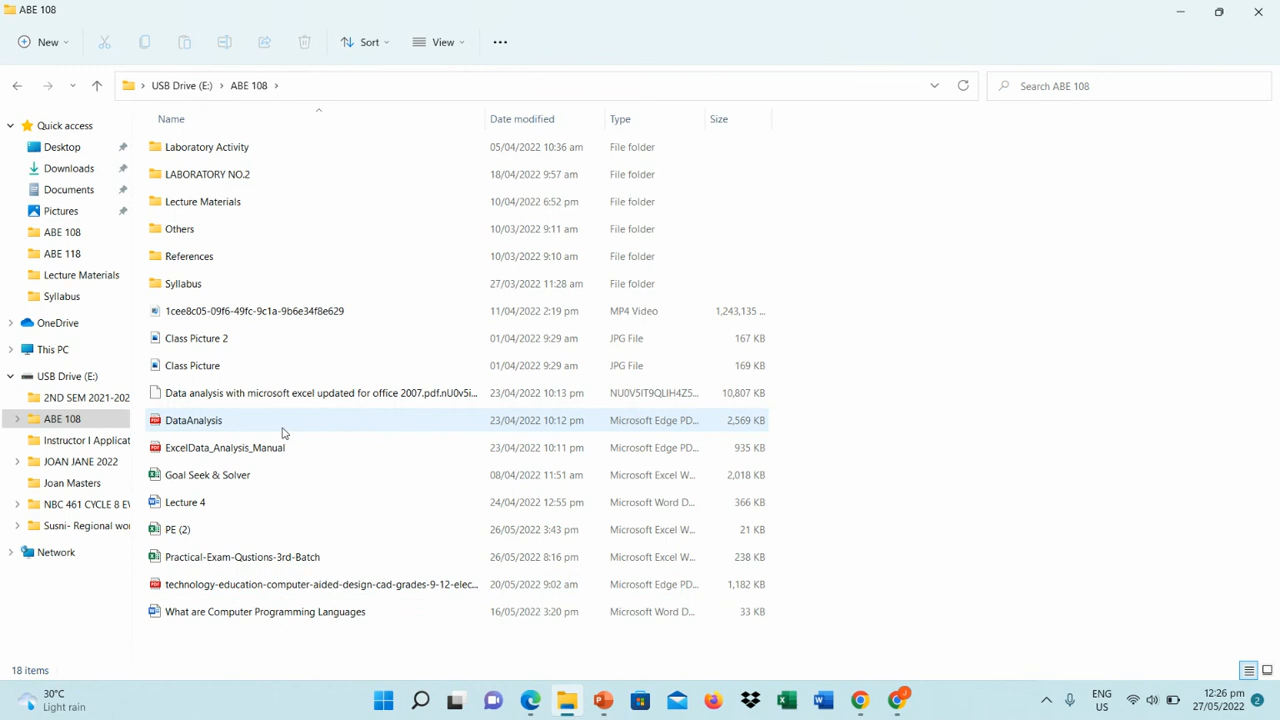 ABE 108
New Sort View
USB Drive (E:) ABE 108 Search ABE 108
Name Date modified Type Size
Quick access
Desktop
Downloads
Documents
Pictures
ABE 108
ABE 118
Lecture Materials
Syllabus
OneDrive
This PC
USB Drive (E:)
2ND SEM 2021-202
ABE 108
Instructor I Applicat
JOAN JANE 2022
Joan Masters
NBC 461 CYCLE 8 EV
Susni- Regional wo
Network
Laboratory Activity 05/04/2022 10:36 am File folder
LABORATORY NO.2 18/04/2022 9:57 am File folder
Lecture Materials 10/04/2022 6:52 pm File folder
Others 10/03/2022 9:11 am File folder
References 10/03/2022 9:10 am File folder
Syllabus 27/03/2022 11:28 am File folder
1cee8c05-09f6-49fc-9c1a-9b6e34f8e629 11/04/2022 2:19 pm MP4 Video 1,243,135 ...
Class Picture 2 01/04/2022 9:29 am JPG File 167 KB
Class Picture 01/04/2022 9:29 am JPG File 169 KB
Data analysis with microsoft excel updated for office 2007.pdf.nU0v5i... 23/04/2022 10:13 pm NU0V5IT9QLIH4Z5... 10,807 KB
DataAnalysis 23/04/2022 10:12 pm Microsoft Edge PD... 2,569 KB
ExcelData_Analysis_Manual 23/04/2022 10:11 pm Microsoft Edge PD... 935 KB
Goal Seek & Solver 08/04/2022 11:51 am Microsoft Excel W... 2,018 KB
Lecture 4 24/04/2022 12:55 pm Microsoft Word D... 366 KB
PE (2) 26/05/2022 3:43 pm Microsoft Excel W... 21 KB
Practical-Exam-Qustions-3rd-Batch 26/05/2022 8:16 pm Microsoft Excel W... 238 KB
technology-education-computer-aided-design-cad-grades-9-12-elec... 20/05/2022 9:02 am Microsoft Edge PD... 1,182 KB
What are Computer Programming Languages 16/05/2022 3:20 pm Microsoft Word D... 33 KB
18 items
30°C
Light rain
ENG
US
12:26 pm
27/05/2022
2